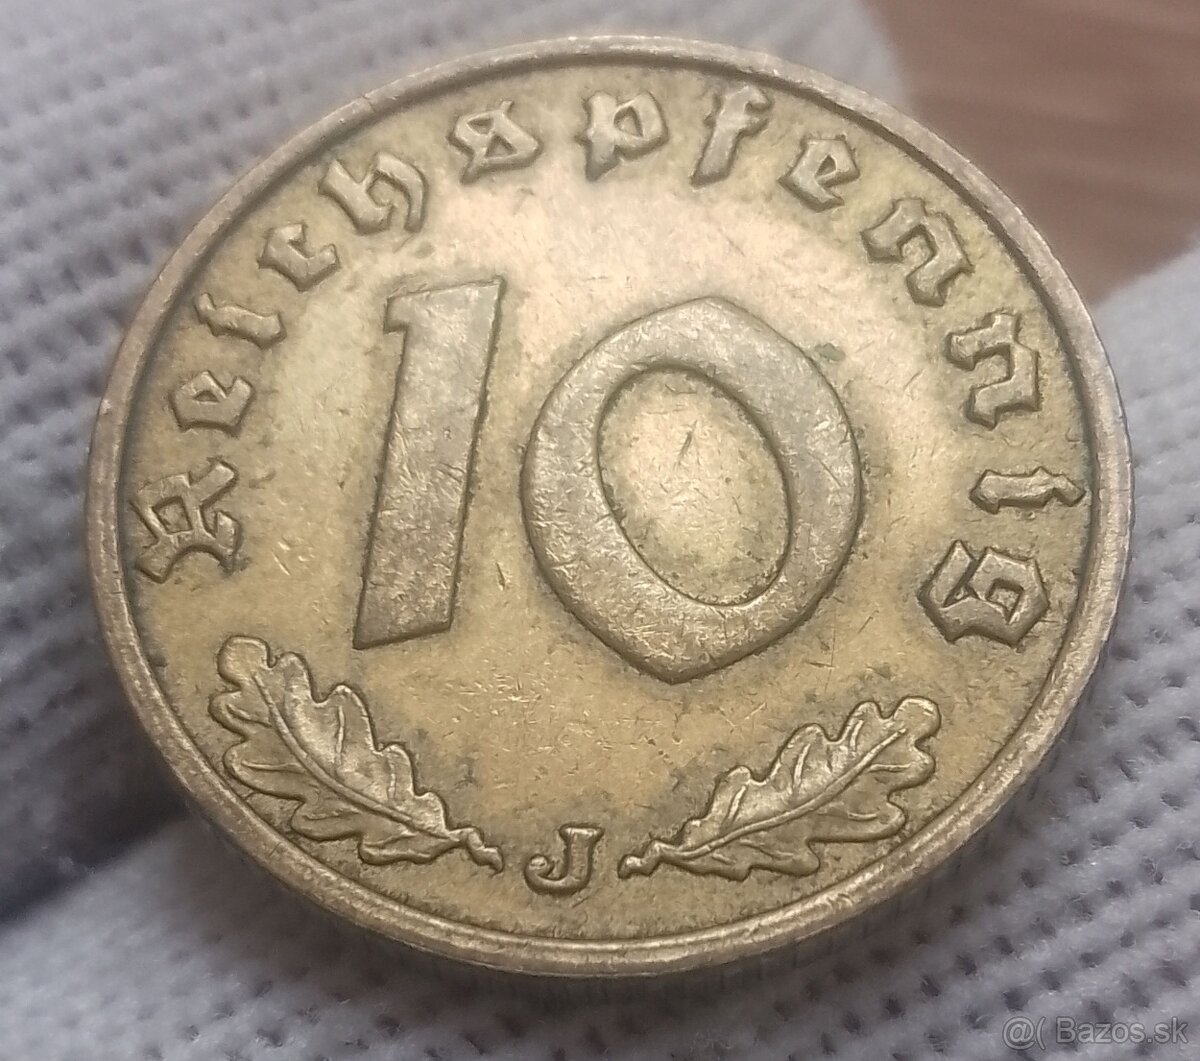 Reichspfennig
10
J
@( Bazos.sk